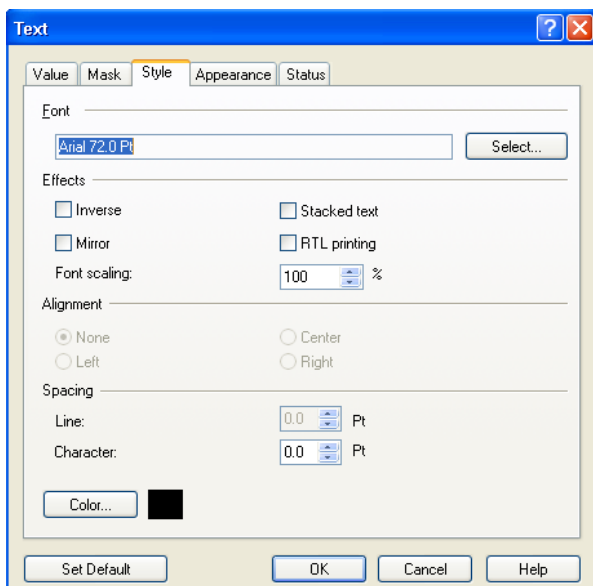 Text
Value Mask Style Appearance Status
Font
Arial 72.0 Pt Select...
Effects
Inverse Stacked text
Mirror RTL printing
Font scaling: 100 %
Alignment
None Center
Left Right
Spacing
Line: 0.0 Pt
Character: 0.0 Pt
Color...
Set Default OK Cancel Help